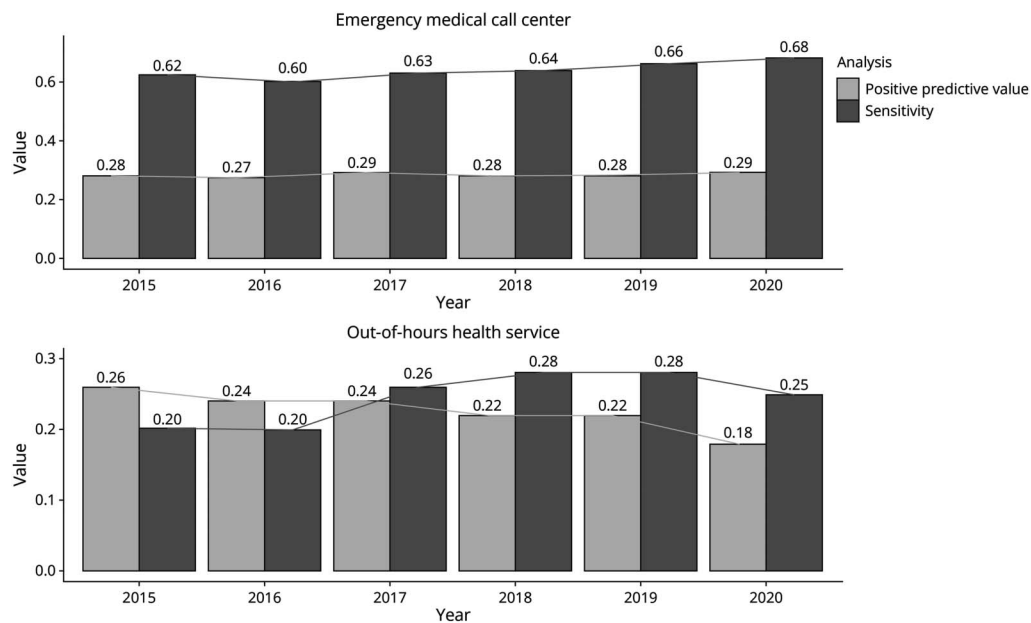 Emergency medical call center
Value
0.6
0.4
0.2
0.0
0.28 0.62 0.27 0.60 0.29 0.63 0.28 0.64 0.28 0.66 0.29 0.68
2015 2016 2017 2018 2019 2020
Year
Analysis
Positive predictive value
Sensitivity
Out-of-hours health service
Value
0.3
0.2
0.1
0.0
0.26 0.20 0.24 0.20 0.24 0.26 0.22 0.28 0.22 0.28 0.18 0.25
2015 2016 2017 2018 2019 2020
Year